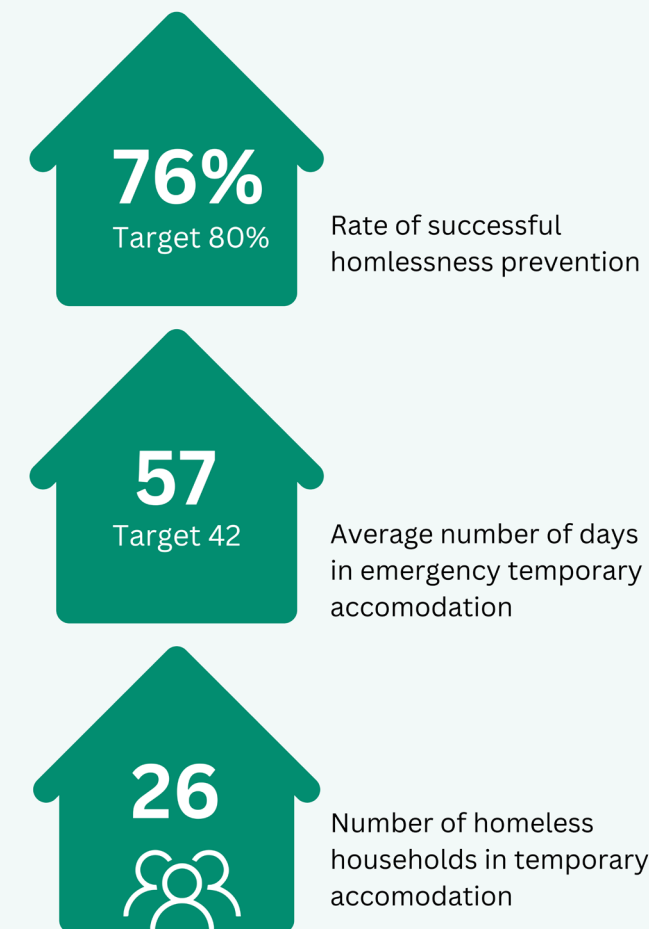 76%
Target 80%
Rate of successful
homlessness prevention
57
Target 42
Average number of days
in emergency temporary
accomodation
26
Number of homeless
households in temporary
accomodation